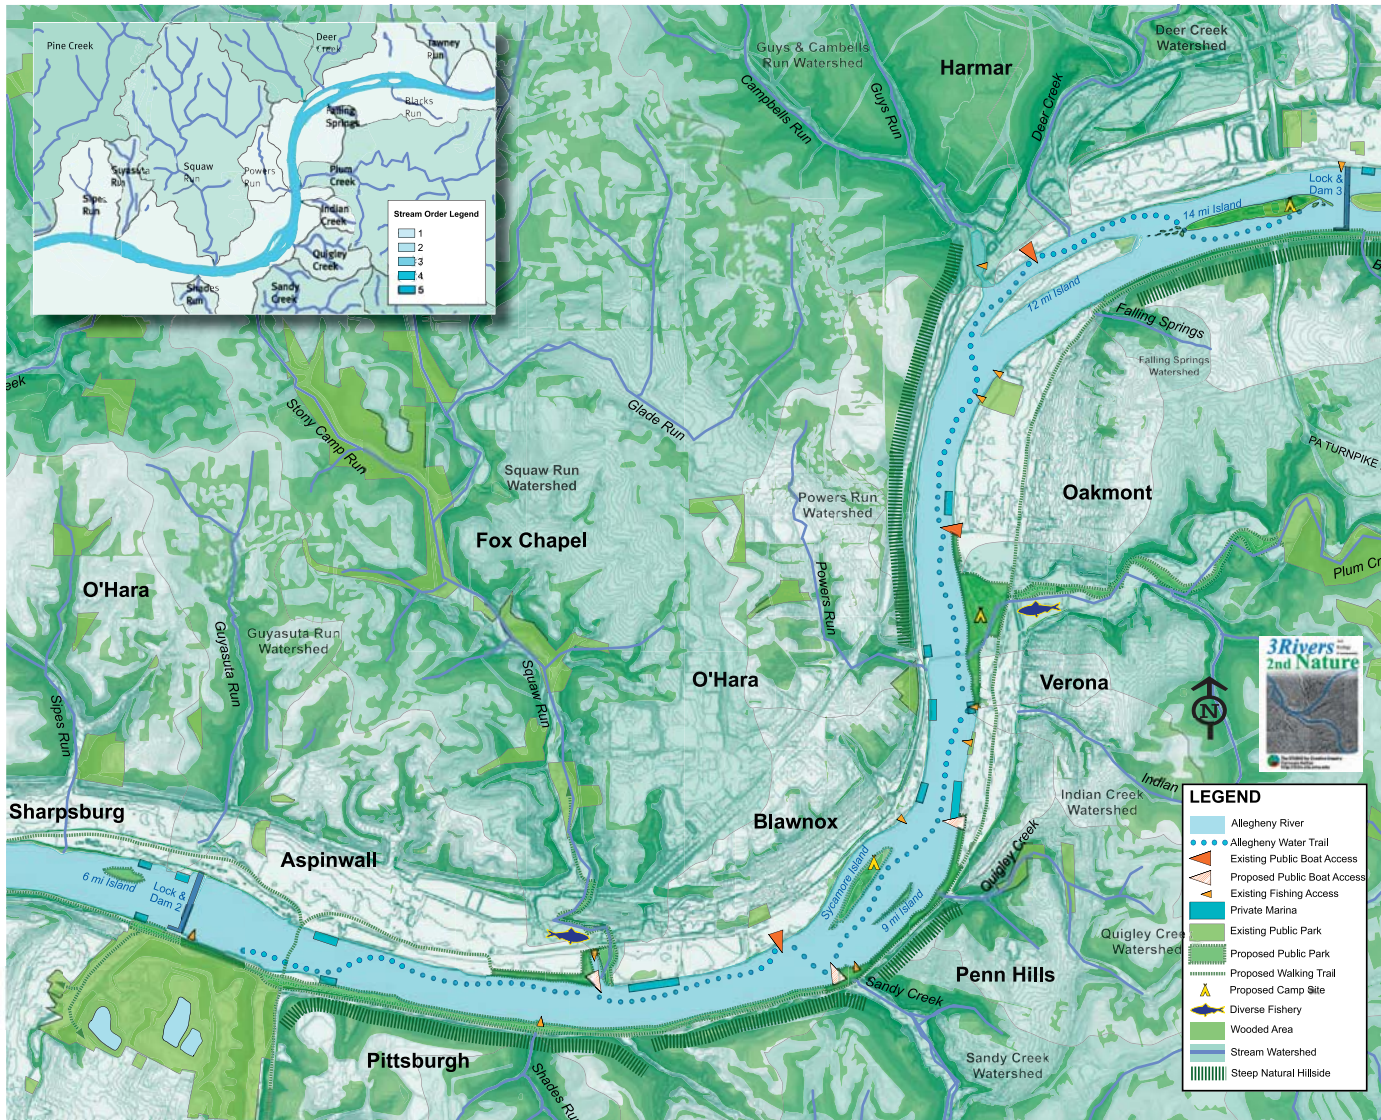 Pine Creek
Deer
Creek
Tawney
Run
Blacks
Run
Falling
Springs
Guyasuta
Run
Squaw
Run
Powers
Run
Plum
Creek
Sipes
Run
Indian
Creek
Quigley
Creek
Shades
Run
Sandy
Creek
Stream Order Legend
1
2
3
4
5
Guys & Cambells
Run Watershed
Harmar
Deer Creek
Watershed
Campbells Run
Guys Run
Deer Creek
Lock &
Dam 3
14 mi Island
12 mi Island
Falling Springs
Falling Springs
Watershed
PA TURNPIKE
eek
Stony Camp Run
Glade Run
Squaw Run
Watershed
Powers Run
Watershed
Oakmont
Fox Chapel
Plum Cr
O'Hara
Guyasuta Run
Guyasuta Run
Watershed
Powers Run
Squaw Run
O'Hara
Verona
Sipes Run
N
3Rivers
2nd Nature
Indian
Indian Creek
Watershed
Sharpsburg
Aspinwall
Blawnox
Quigley Creek
Sycamore Island
9 mi Island
6 mi Island
Lock &
Dam 2
Quigley Cree
Watershed
Penn Hills
Sandy Creek
Sandy Creek
Watershed
Pittsburgh
Shades Run
LEGEND
Allegheny River
Allegheny Water Trail
Existing Public Boat Access
Proposed Public Boat Access
Existing Fishing Access
Private Marina
Existing Public Park
Proposed Public Park
Proposed Walking Trail
Proposed Camp Site
Diverse Fishery
Wooded Area
Stream Watershed
Steep Natural Hillside